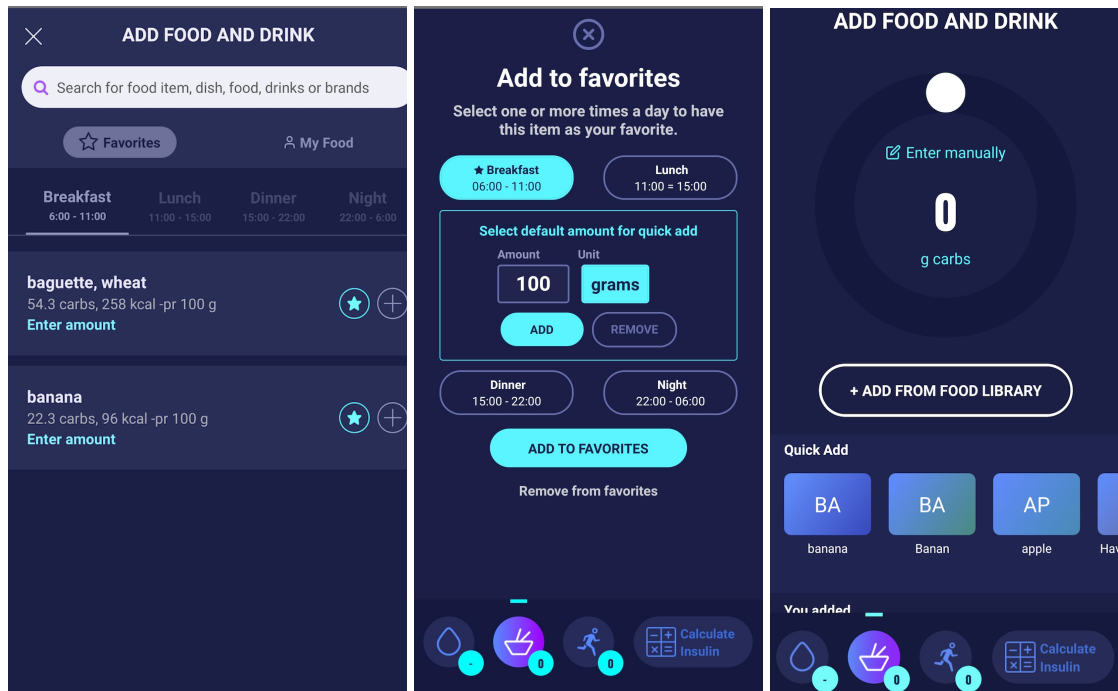 ADD FOOD AND DRINK
Search for food item, dish, food, drinks or brands
Favorites
My Food
Breakfast
6:00 - 11:00
Lunch
11:00 - 15:00
Dinner
15:00 - 22:00
Night
22:00 - 6:00
baguette, wheat
54.3 carbs, 258 kcal -pr 100 g
Enter amount
banana
22.3 carbs, 96 kcal -pr 100 g
Enter amount
Add to favorites
Select one or more times a day to have
this item as your favorite.
Breakfast
06:00 - 11:00
Lunch
11:00 = 15:00
Select default amount for quick add
Amount
Unit
100
grams
ADD
REMOVE
Dinner
15:00 - 22:00
Night
22:00 - 06:00
ADD TO FAVORITES
Remove from favorites
-
0
0
Calculate
Insulin
ADD FOOD AND DRINK
Enter manually
0
g carbs
+ ADD FROM FOOD LIBRARY
Quick Add
BA
BA
AP
banana
Banan
apple
Hav
You added
-
0
0
Calculate
Insulin